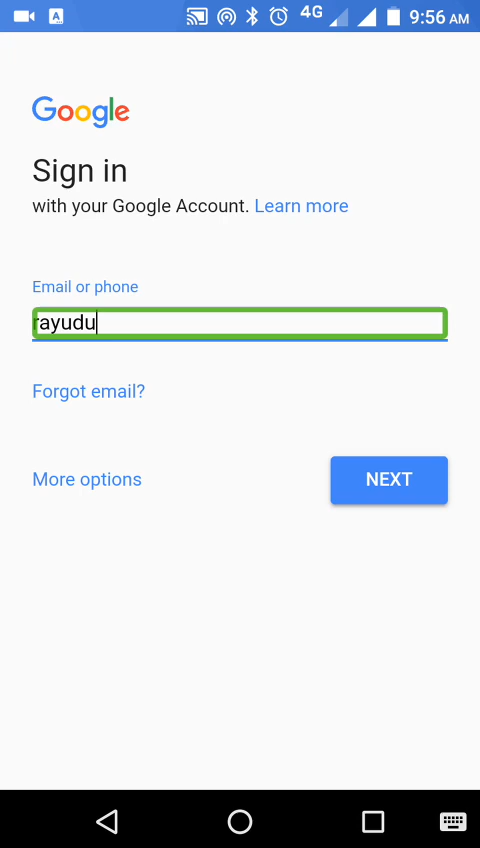 A
4G
9:56 AM
Google
Sign in
with your Google Account. Learn more
Email or phone
rayudu
Forgot email?
More options
NEXT